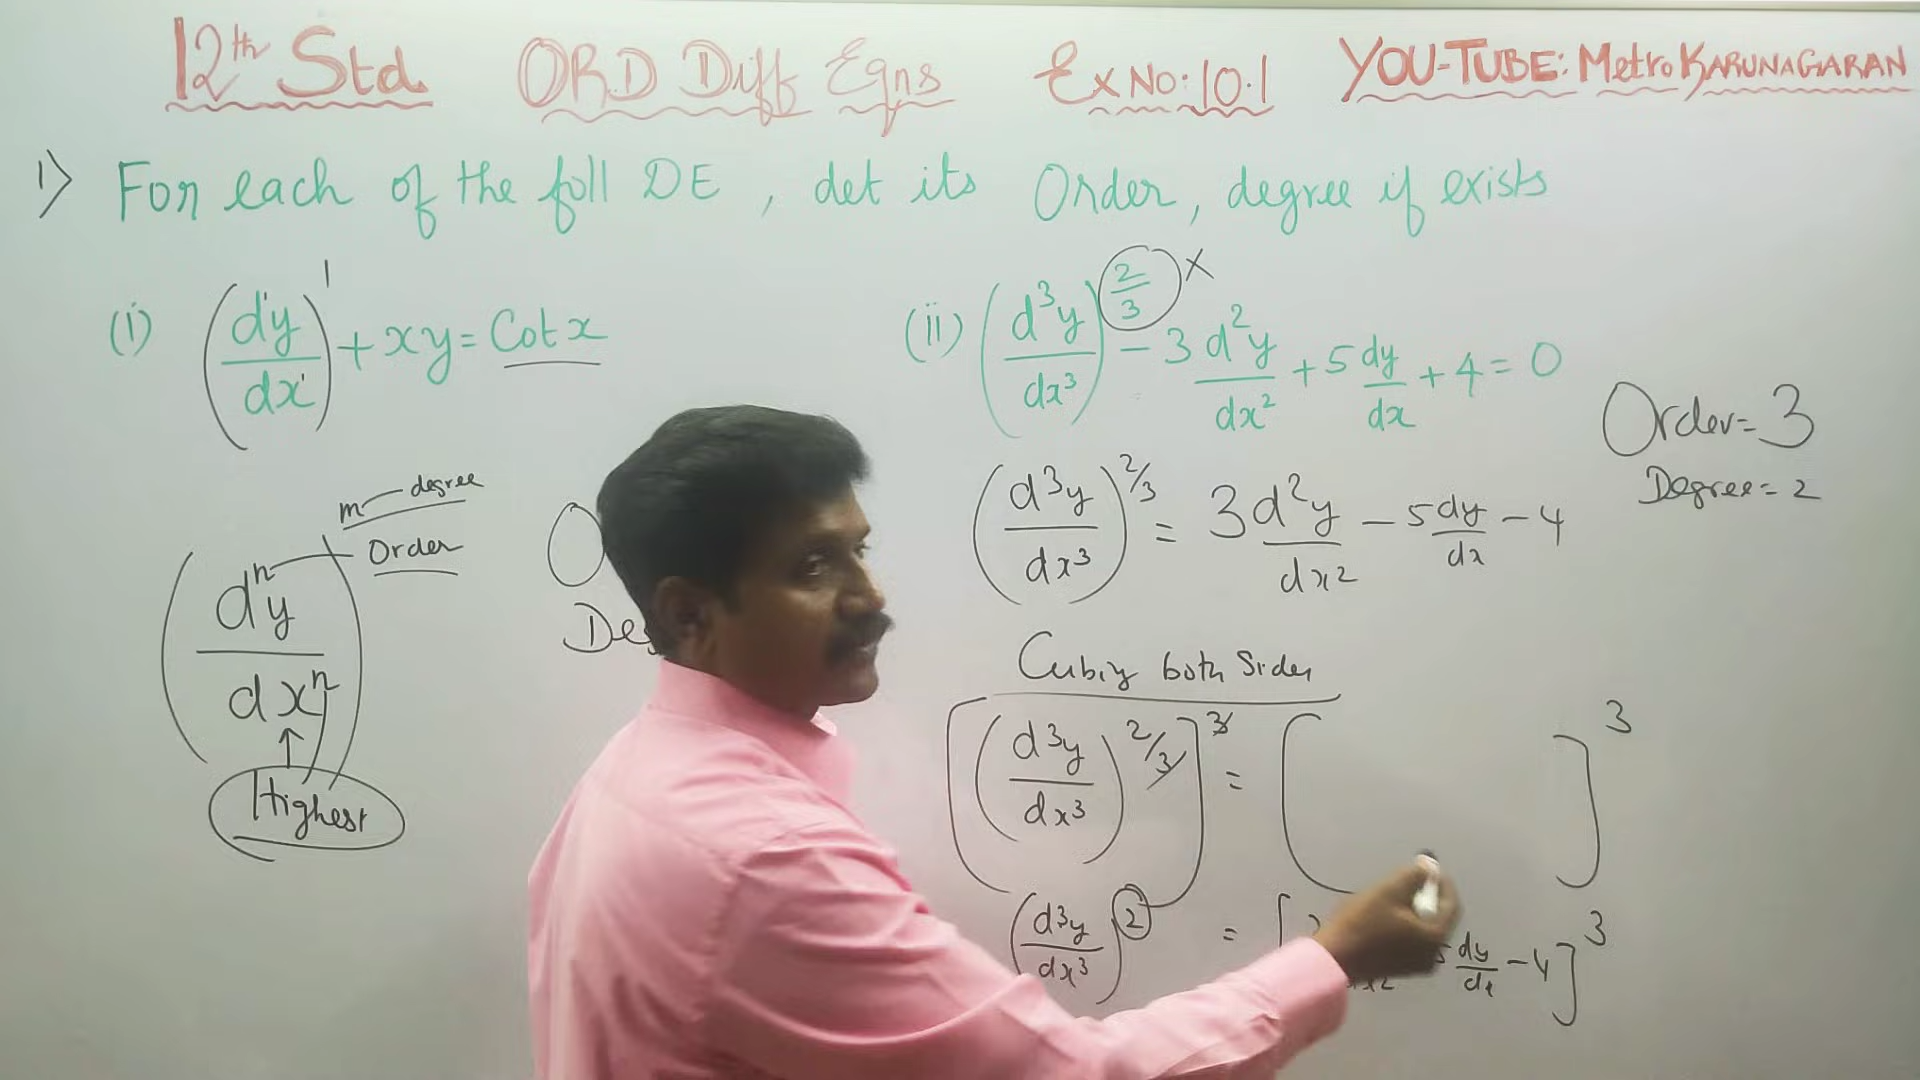 12th Std ORD Diff Eqns Ex No: 10.1 YOU-TUBE: Metro KARUNAGARAN
1) For each of the foll DE, det its Order, degree if exists
(i) (dy/dx)^1 + xy = Cot x
(ii) (d³y/dx³)^(2/3) x - 3 d²y/dx² + 5 dy/dx + 4 = 0
Order = 3
Degree = 2
m degree
Order
(dⁿy/dxⁿ)
Highest
(d³y/dx³)^(2/3) = 3 d²y/dx² - 5 dy/dx - 4
Cubiy both Sides
[(d³y/dx³)^(2/3)]^3 = [ ]^3
(d³y/dx³)^2 = [ dy/dx - 4]^3